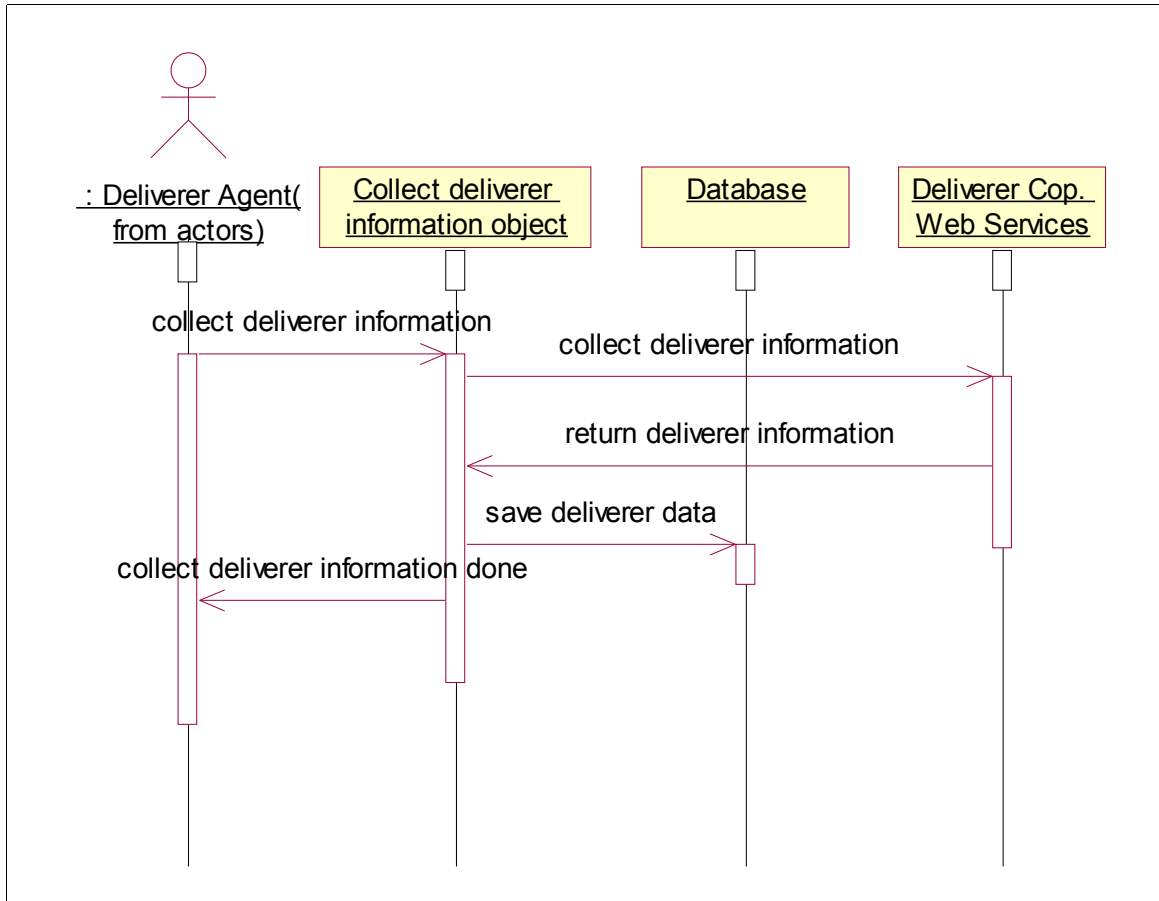 : Deliverer Agent(
from actors)
Collect deliverer
information object
Database
Deliverer Cop.
Web Services
collect deliverer information
collect deliverer information
return deliverer information
save deliverer data
collect deliverer information done